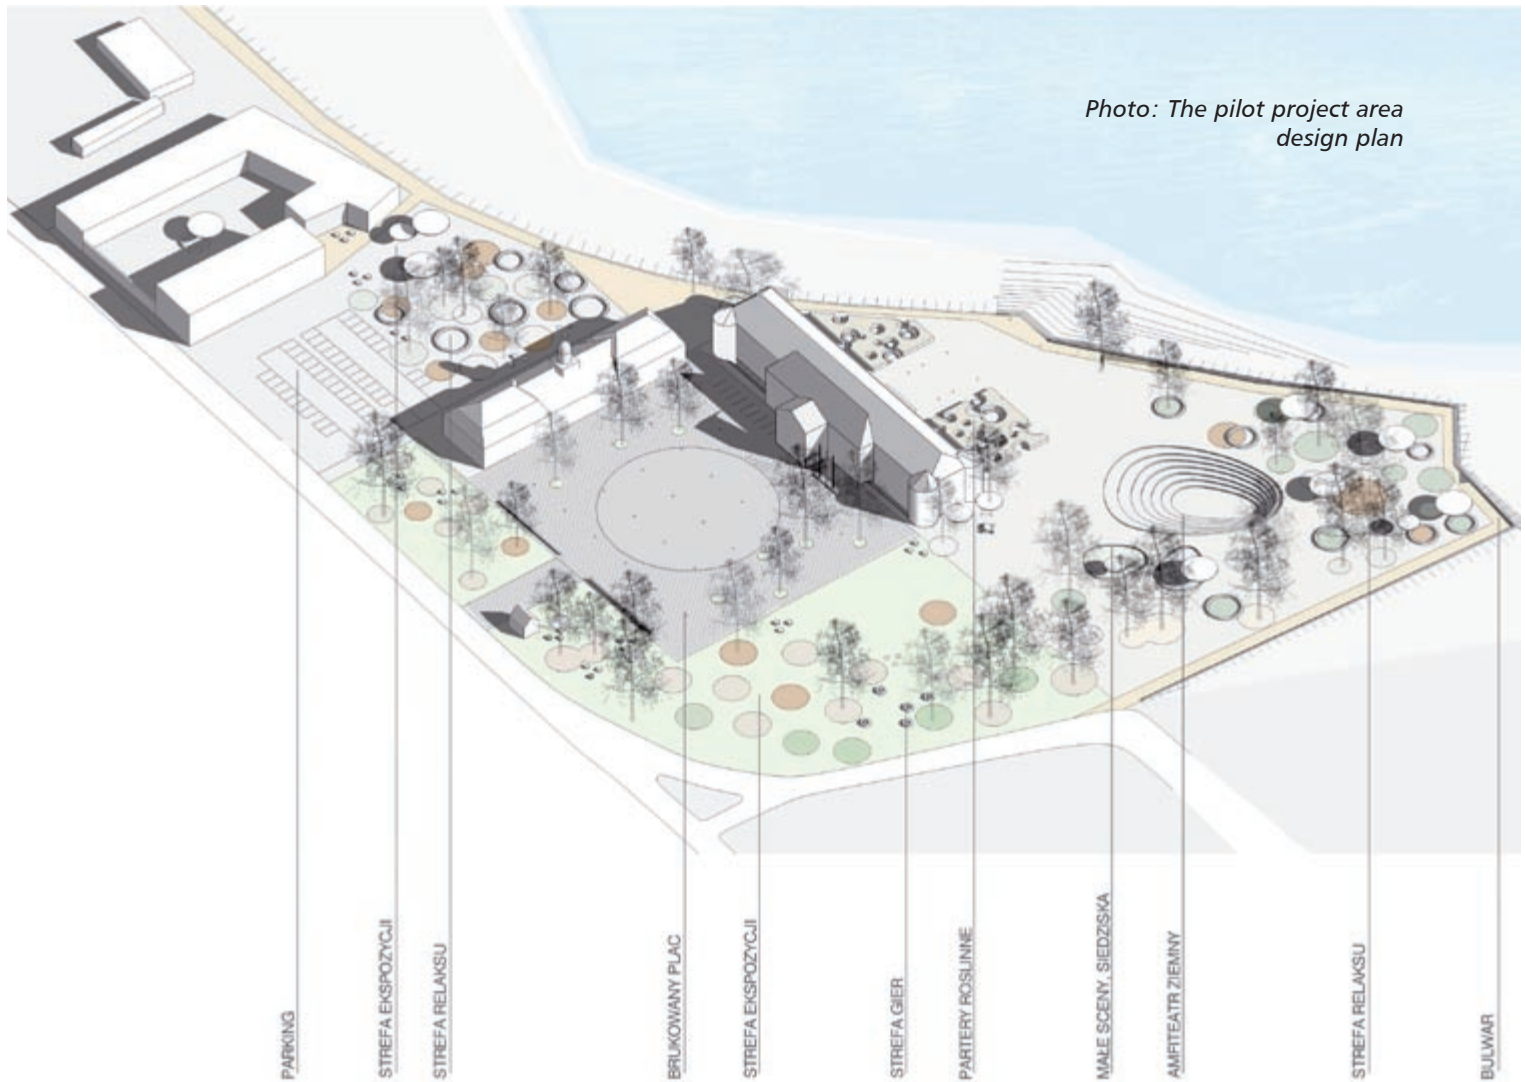 Photo: The pilot project area
design plan
PARKING
STREFA EKSPOZYCJI
STREFA RELAKSU
BRUKOWANY PLAC
STREFA EKSPOZYCJI
STREFA GIER
PARTERY ROŚLINNE
MAŁE SCENY, SIEDZISKA
AMFITEATR ZIEMNY
STREFA RELAKSU
BULWAR